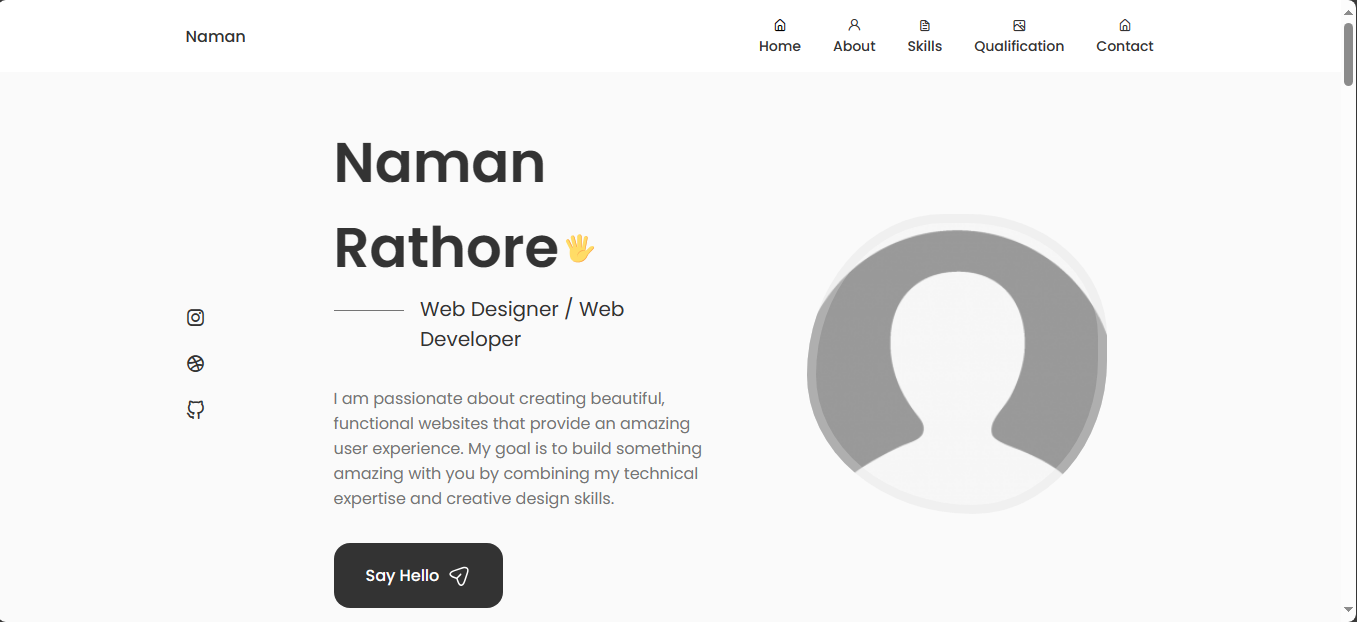 Naman
Home About Skills Qualification Contact
Naman
Rathore👋
Web Designer / Web
Developer
I am passionate about creating beautiful,
functional websites that provide an amazing
user experience. My goal is to build something
amazing with you by combining my technical
expertise and creative design skills.
Say Hello